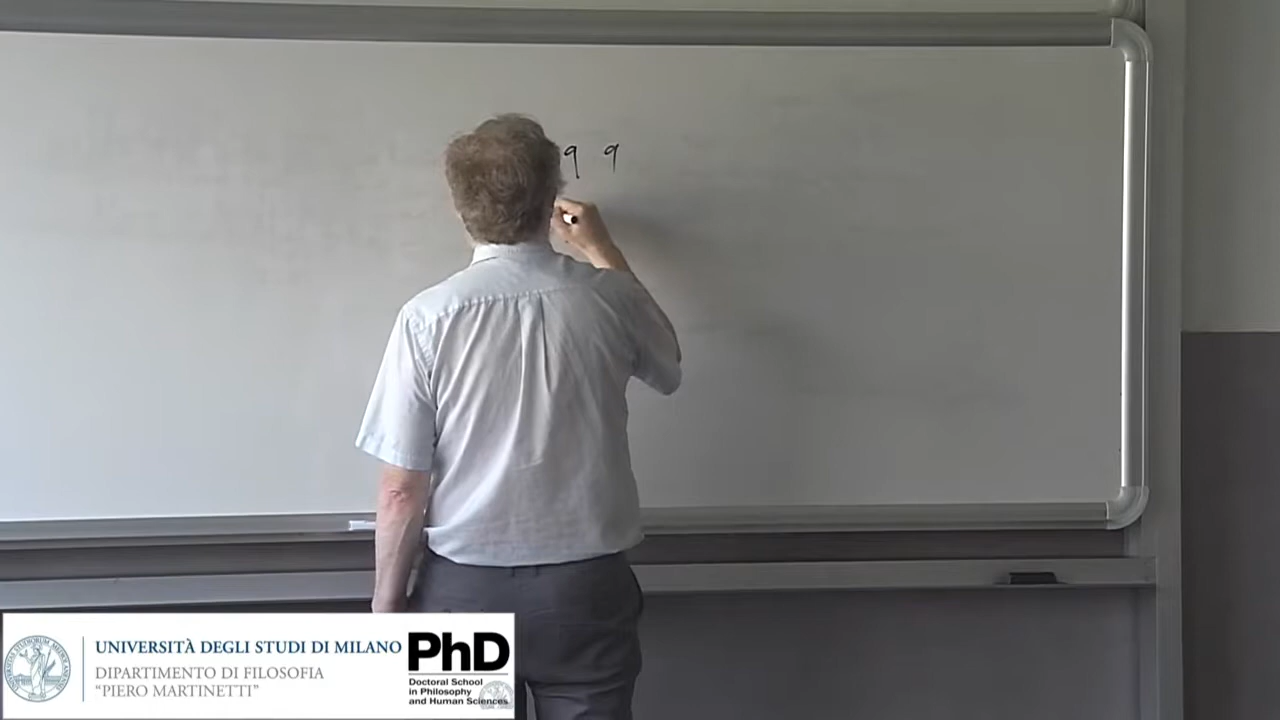 9 9
UNIVERSITÀ DEGLI STUDI DI MILANO
DIPARTIMENTO DI FILOSOFIA
"PIERO MARTINETTI"
PhD
Doctoral School
in Philosophy
and Human Sciences